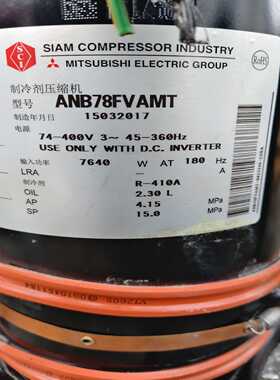 SCI
SIAM COMPRESSOR INDUSTRY
MITSUBISHI ELECTRIC GROUP
RoHS
制冷剂压缩机
型号 ANB78FVAMT
制造年月日 15032017
电源 74-400V 3~ 45-360Hz
USE ONLY WITH D.C. INVERTER
输入功率 7640 W AT 180 Hz
LRA - A
制冷剂 R-410A
OIL 2.30 L
AP 4.15
SP 15.0